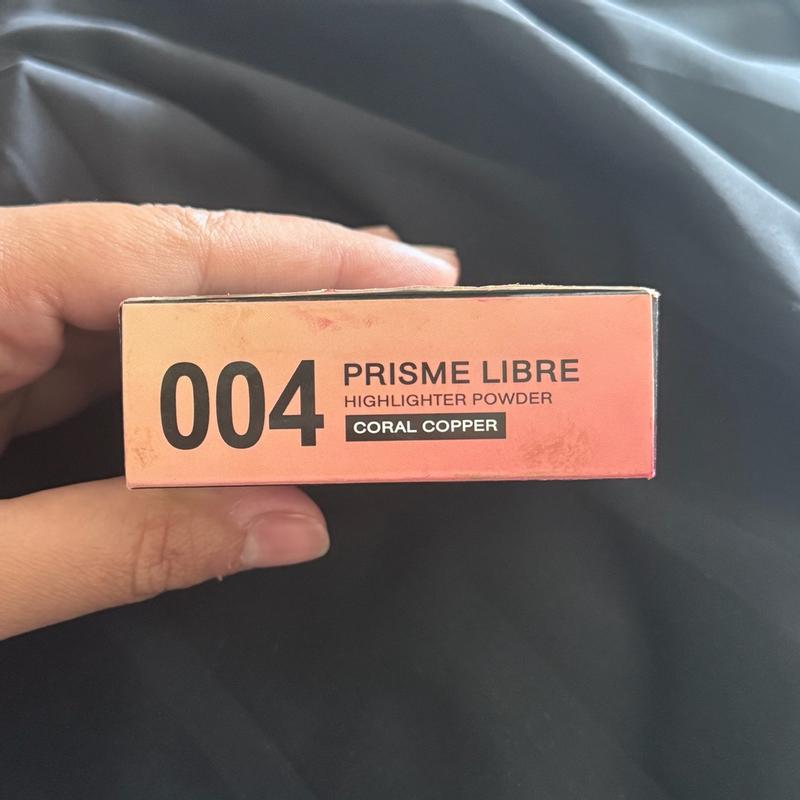 004
PRISME LIBRE
HIGHLIGHTER POWDER
CORAL COPPER